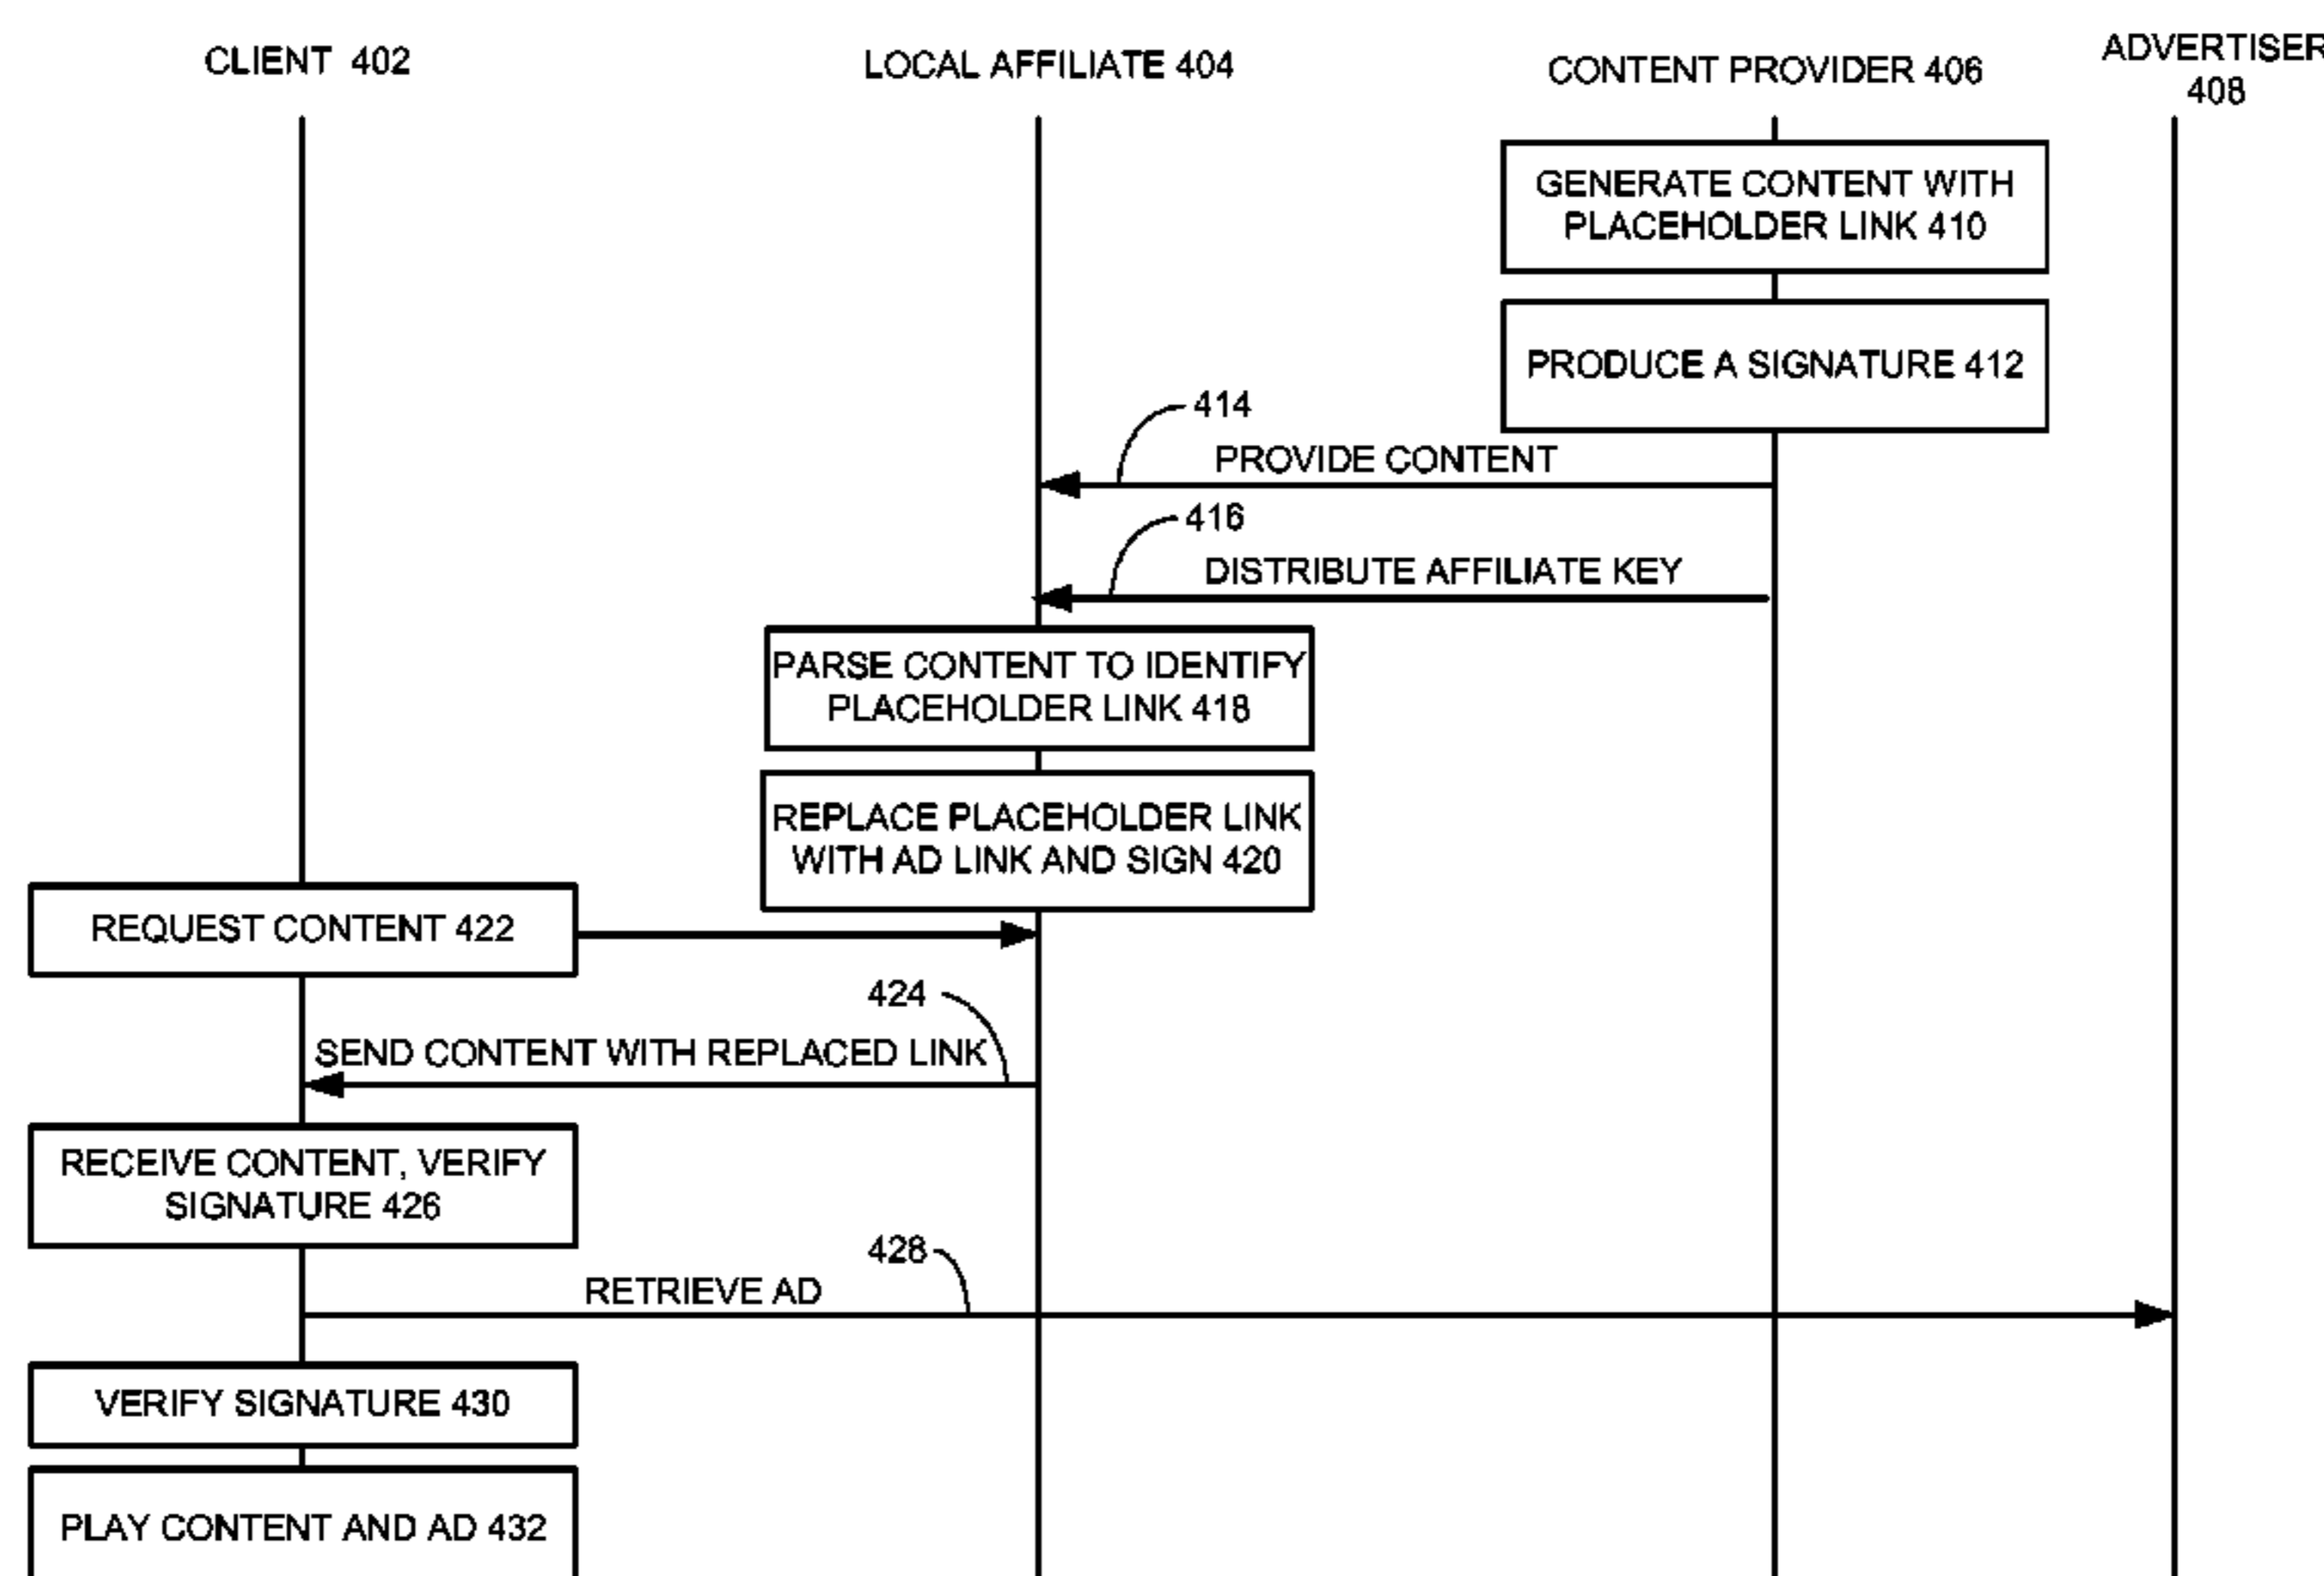 CLIENT 402
LOCAL AFFILIATE 404
CONTENT PROVIDER 406
ADVERTISER
408
GENERATE CONTENT WITH
PLACEHOLDER LINK 410
PRODUCE A SIGNATURE 412
414
PROVIDE CONTENT
416
DISTRIBUTE AFFILIATE KEY
PARSE CONTENT TO IDENTIFY
PLACEHOLDER LINK 418
REPLACE PLACEHOLDER LINK
WITH AD LINK AND SIGN 420
REQUEST CONTENT 422
424
SEND CONTENT WITH REPLACED LINK
RECEIVE CONTENT, VERIFY
SIGNATURE 426
428
RETRIEVE AD
VERIFY SIGNATURE 430
PLAY CONTENT AND AD 432